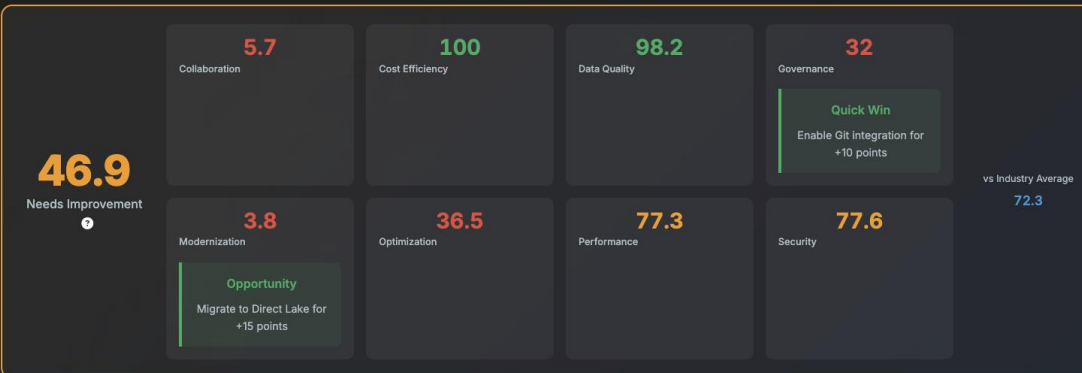 46.9
Needs Improvement
?
5.7
Collaboration
100
Cost Efficiency
98.2
Data Quality
32
Governance
Quick Win
Enable Git integration for
+10 points
3.8
Modernization
Opportunity
Migrate to Direct Lake for
+15 points
36.5
Optimization
77.3
Performance
77.6
Security
vs Industry Average
72.3